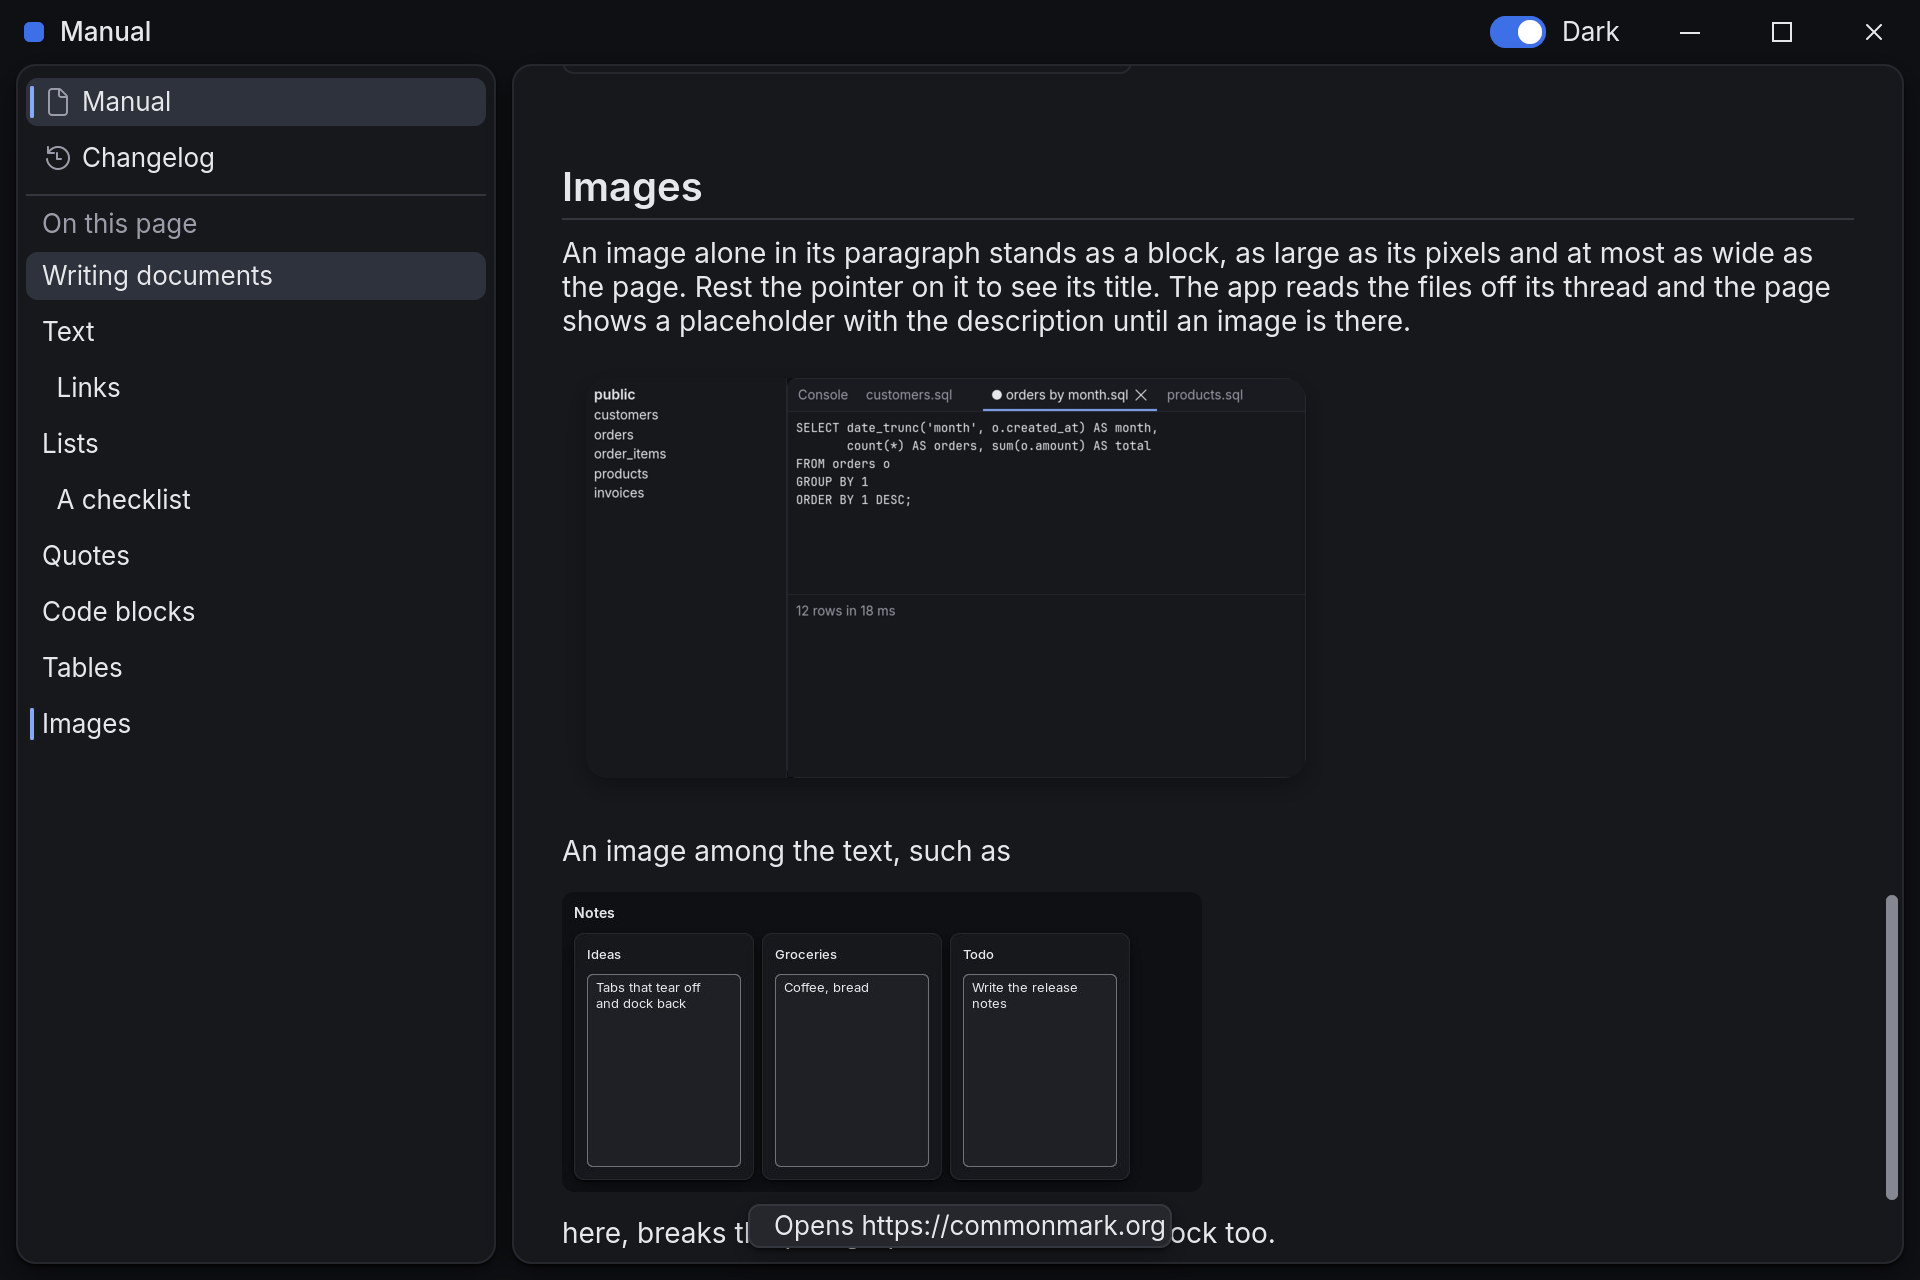 Manual
Dark
Manual
Changelog
On this page
Writing documents
Text
Links
Lists
A checklist
Quotes
Code blocks
Tables
Images
Images
An image alone in its paragraph stands as a block, as large as its pixels and at most as wide as
the page. Rest the pointer on it to see its title. The app reads the files off its thread and the page
shows a placeholder with the description until an image is there.
public
customers
orders
order_items
products
invoices
Console customers.sql orders by month.sql products.sql
SELECT date_trunc('month', o.created_at) AS month,
count(*) AS orders, sum(o.amount) AS total
FROM orders o
GROUP BY 1
ORDER BY 1 DESC;
12 rows in 18 ms
An image among the text, such as
Notes
Ideas
Tabs that tear off
and dock back
Groceries
Coffee, bread
Todo
Write the release
notes
here, breaks
too.
Opens https://commonmark.org